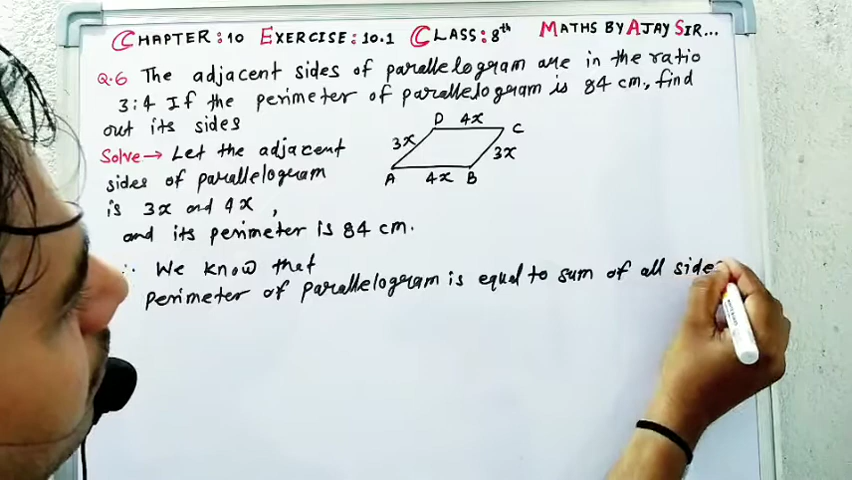 CHAPTER:10 EXERCISE:10.1 CLASS:8th MATHS BY AJAY SIR...
Q.6 The adjacent sides of parallelogram are in the ratio
3:4 If the perimeter of parallelogram is 84 cm., find
out its sides
D 4x C
3x 3x
A 4x B
Solve→ Let the adjacent
sides of parallelogram
is 3x and 4x ,
and its perimeter is 84 cm.
∴ We know that
perimeter of parallelogram is equal to sum of all side